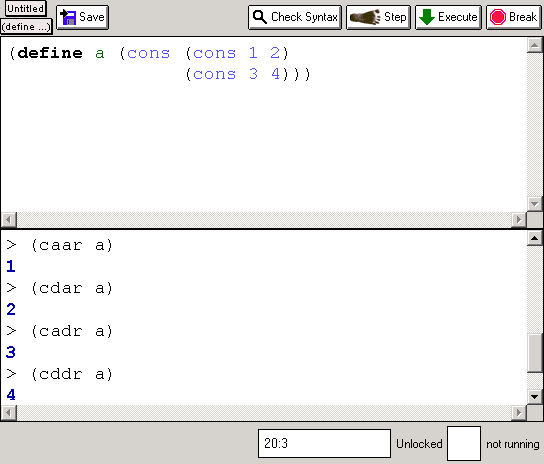 Untitled
(define ...) Save Check Syntax Step Execute Break
(define a (cons (cons 1 2)
(cons 3 4)))
> (caar a)
1
> (cdar a)
2
> (cadr a)
3
> (cddr a)
4
20:3 Unlocked not running